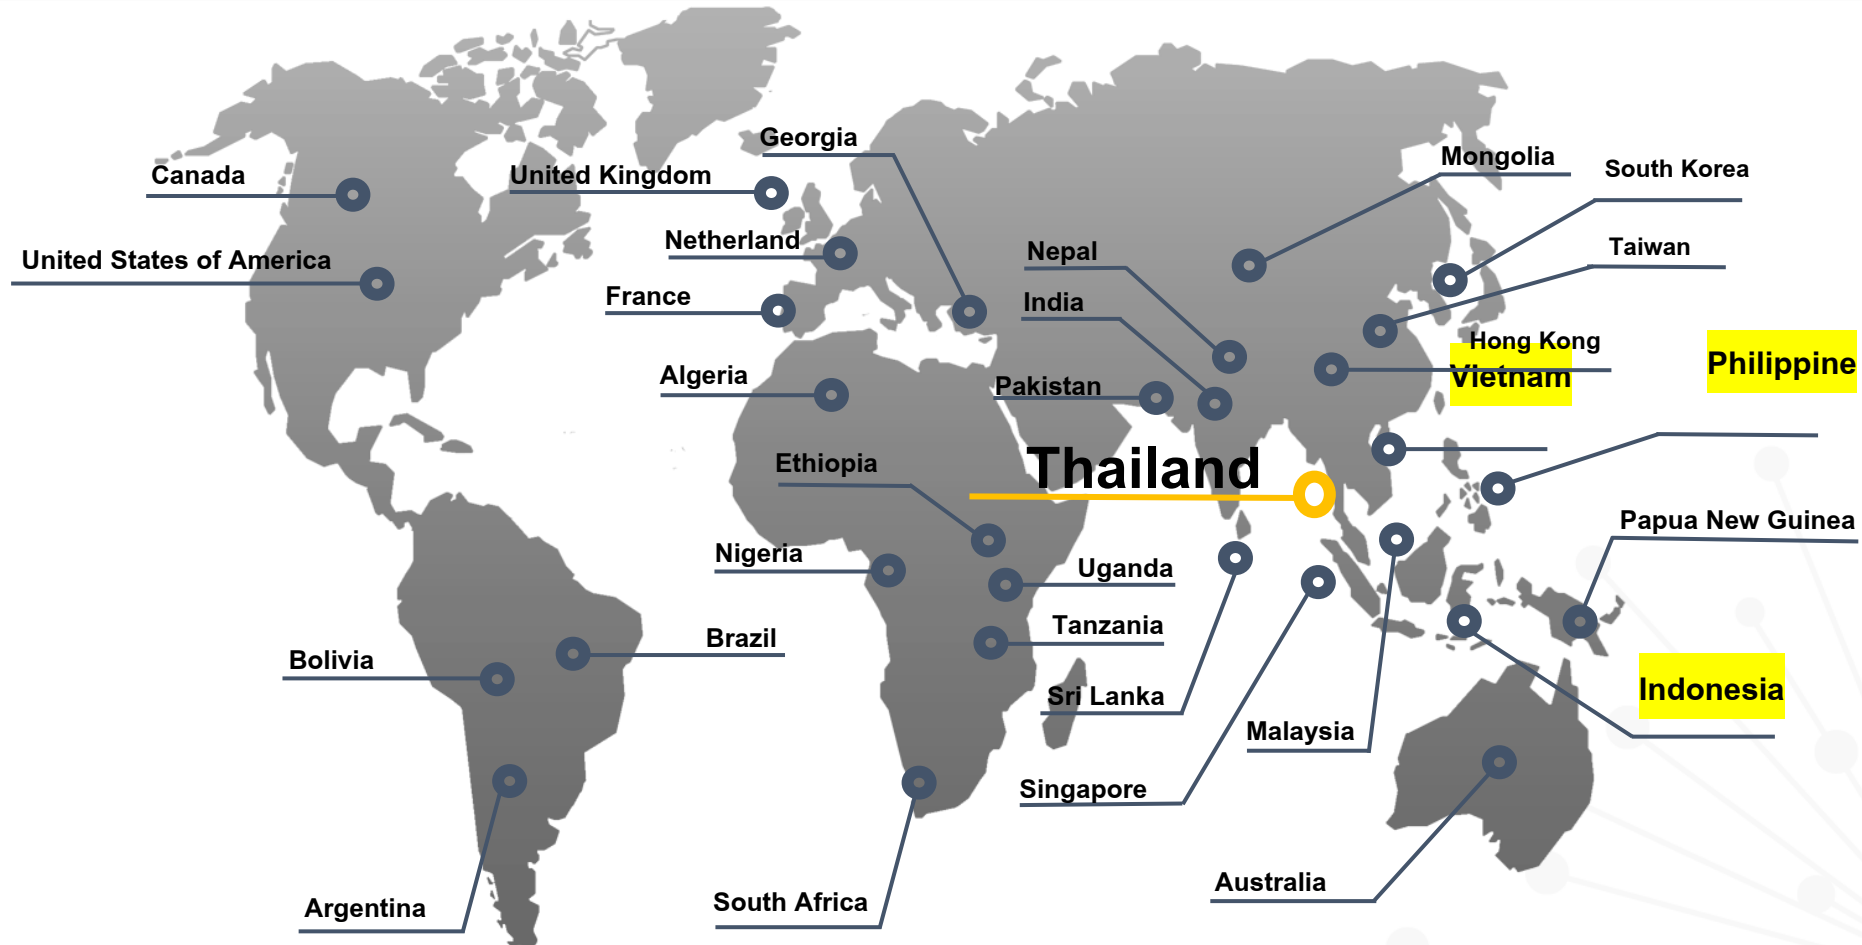 Georgia
Canada
United Kingdom
Mongolia
South Korea
United States of America
Netherland
Nepal
Taiwan
France
India
Hong Kong
Algeria
Pakistan
Vietnam
Philippine
Ethiopia
Thailand
Papua New Guinea
Nigeria
Uganda
Bolivia
Brazil
Tanzania
Sri Lanka
Indonesia
Malaysia
Singapore
Argentina
South Africa
Australia